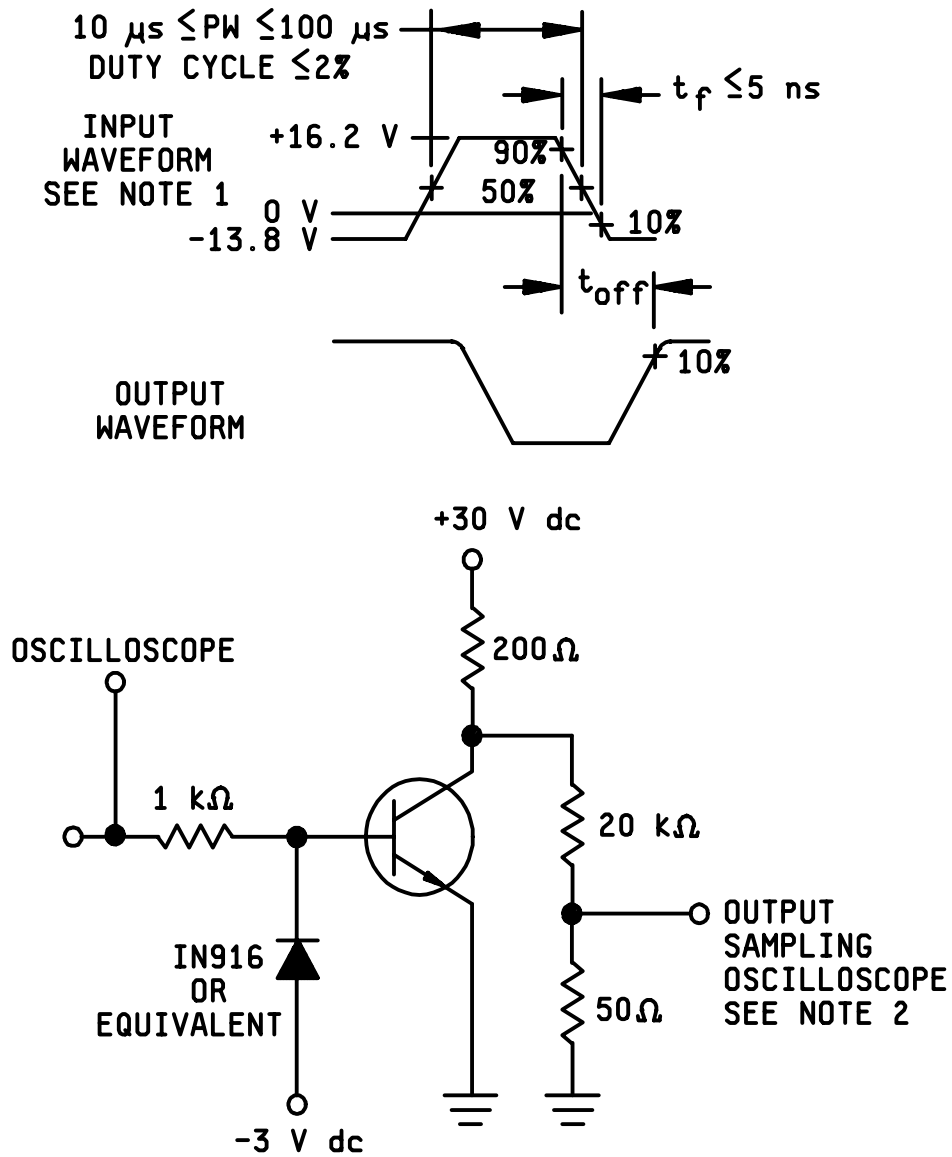 10 μs ≤PW ≤100 μs
DUTY CYCLE ≤2%
tf ≤5 ns
INPUT
WAVEFORM
SEE NOTE 1
+16.2 V
90%
50%
0 V
-13.8 V
10%
toff
10%
OUTPUT
WAVEFORM
+30 V dc
OSCILLOSCOPE
200Ω
1 kΩ
20 kΩ
IN916
OR
EQUIVALENT
OUTPUT
SAMPLING
OSCILLOSCOPE
SEE NOTE 2
50Ω
-3 V dc